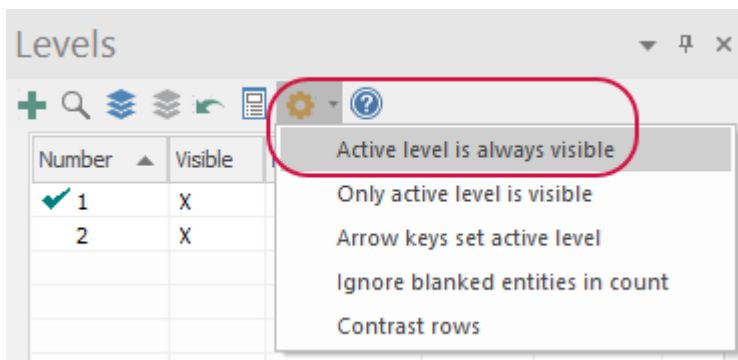 Levels
Number Visible
1 X
2 X
Active level is always visible
Only active level is visible
Arrow keys set active level
Ignore blanked entities in count
Contrast rows